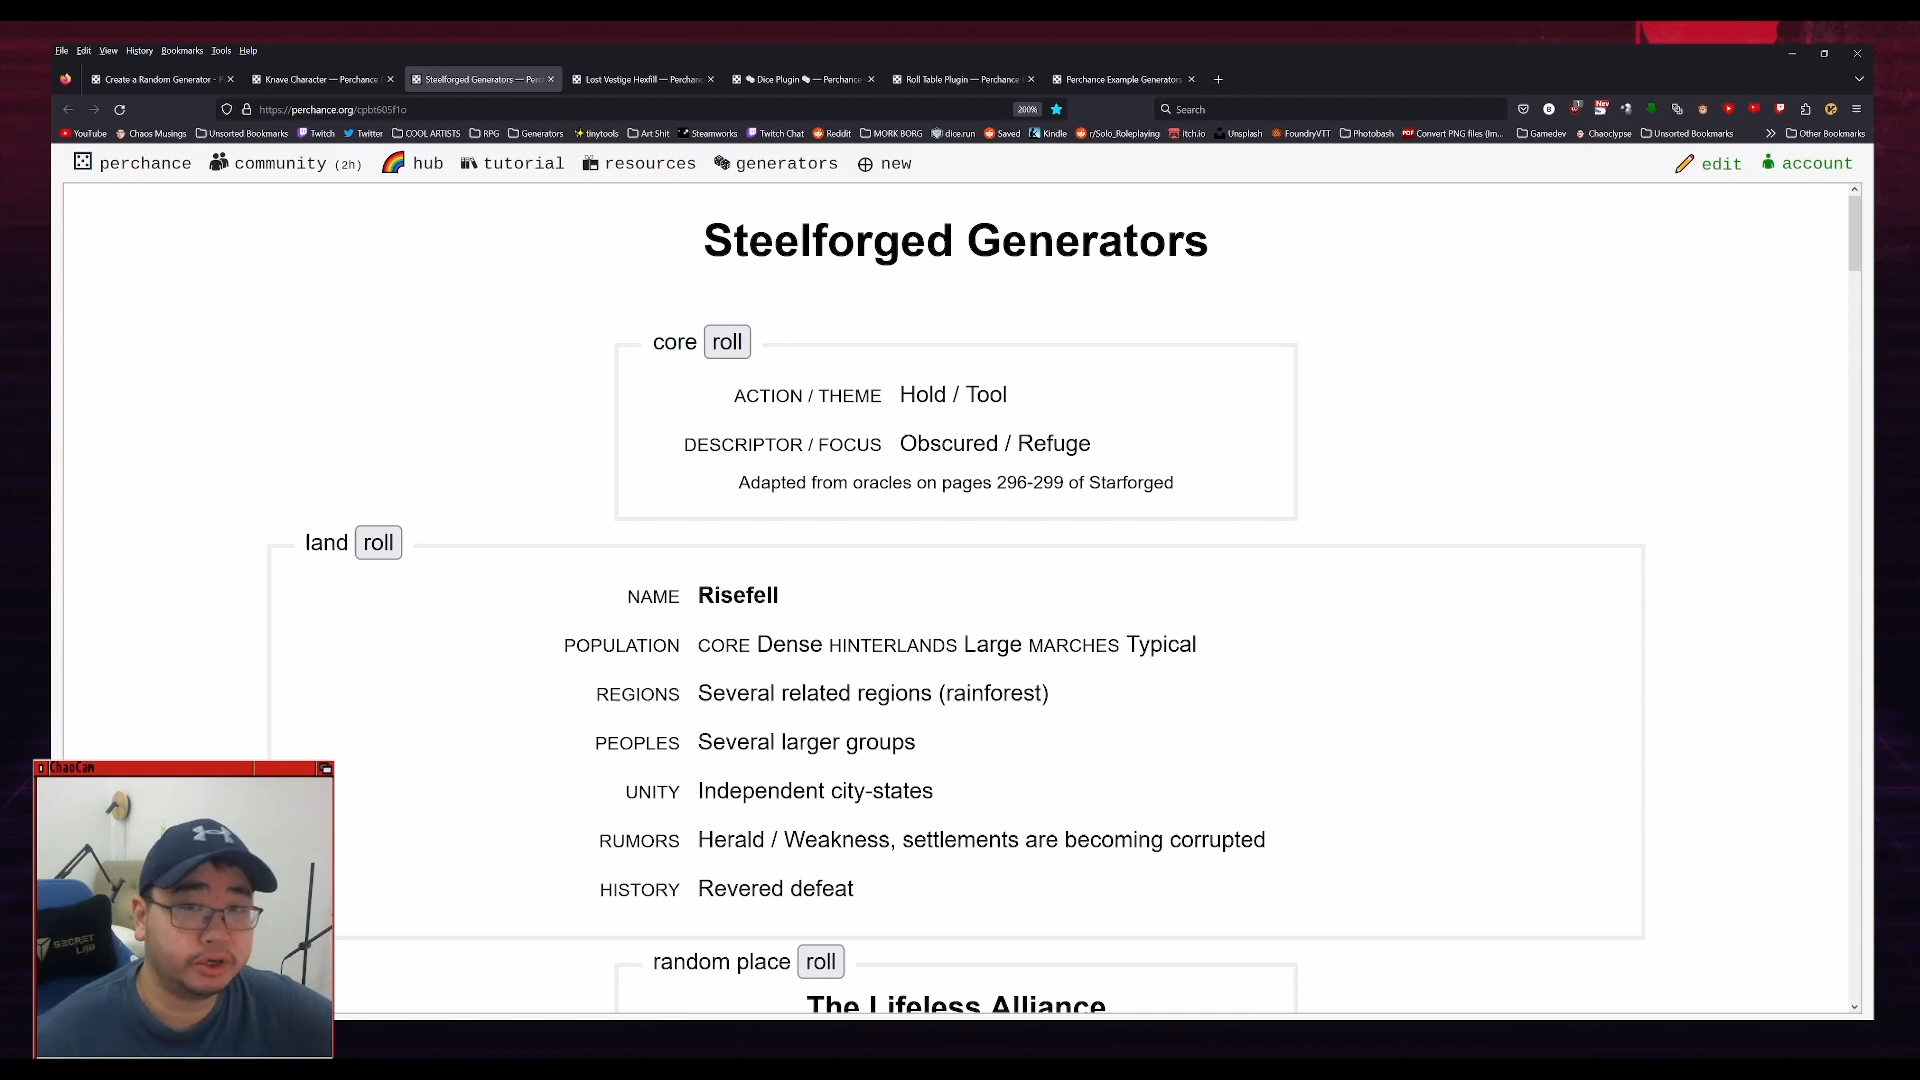 File Edit View History Bookmarks Tools Help
Create a Random Generator - Knave Character — Perchance Steelforged Generators — Perc Lost Vestige Hexfill — Perchan Dice Plugin — Perchance Roll Table Plugin — Perchance Perchance Example Generators
https://perchance.org/cpbt605f1o 200% Search New
YouTube Chaos Musings Unsorted Bookmarks Twitch Twitter COOL ARTISTS RPG Generators tinytools Art Shit Steamworks Twitch Chat Reddit MORK BORG dice.run Saved Kindle r/Solo_Roleplaying itch.io Unsplash FoundryVTT Photobash Convert PNG files (Im... Gamedev Chaoclypse Unsorted Bookmarks Other Bookmarks
perchance community (2h) hub tutorial resources generators new edit account
Steelforged Generators
core roll
ACTION / THEME Hold / Tool
DESCRIPTOR / FOCUS Obscured / Refuge
Adapted from oracles on pages 296-299 of Starforged
land roll
NAME Risefell
POPULATION CORE Dense HINTERLANDS Large MARCHES Typical
REGIONS Several related regions (rainforest)
PEOPLES Several larger groups
UNITY Independent city-states
RUMORS Herald / Weakness, settlements are becoming corrupted
HISTORY Revered defeat
random place roll
The Lifeless Alliance
ChaoCam
SECRET
LAB